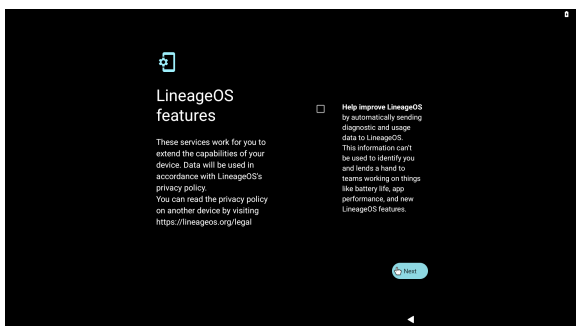 LineageOS
features
These services work for you to
extend the capabilities of your
device. Data will be used in
accordance with LineageOS's
privacy policy.
You can read the privacy policy
on another device by visiting
https://lineageos.org/legal
Help improve LineageOS
by automatically sending
diagnostic and usage
data to LineageOS.
This information can't
be used to identify you
and lends a hand to
teams working on things
like battery life, app
performance, and new
LineageOS features.
Next